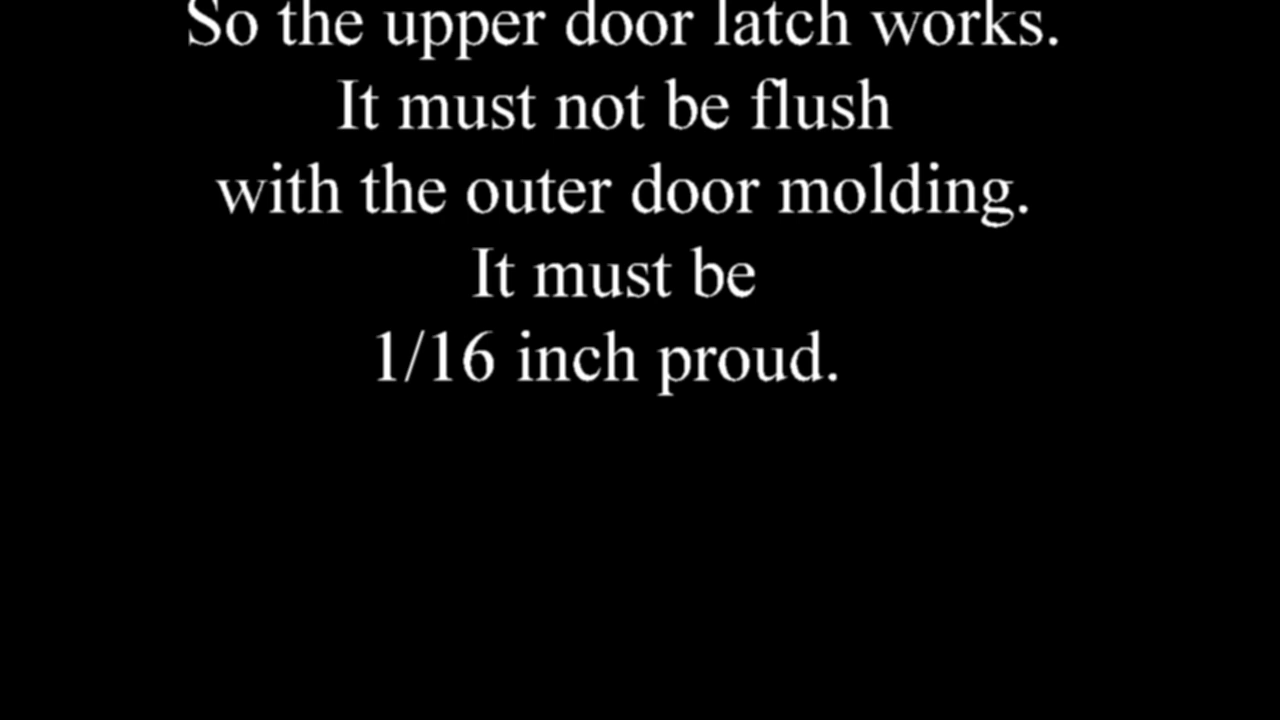 So the upper door latch works.
It must not be flush
with the outer door molding.
It must be
1/16 inch proud.